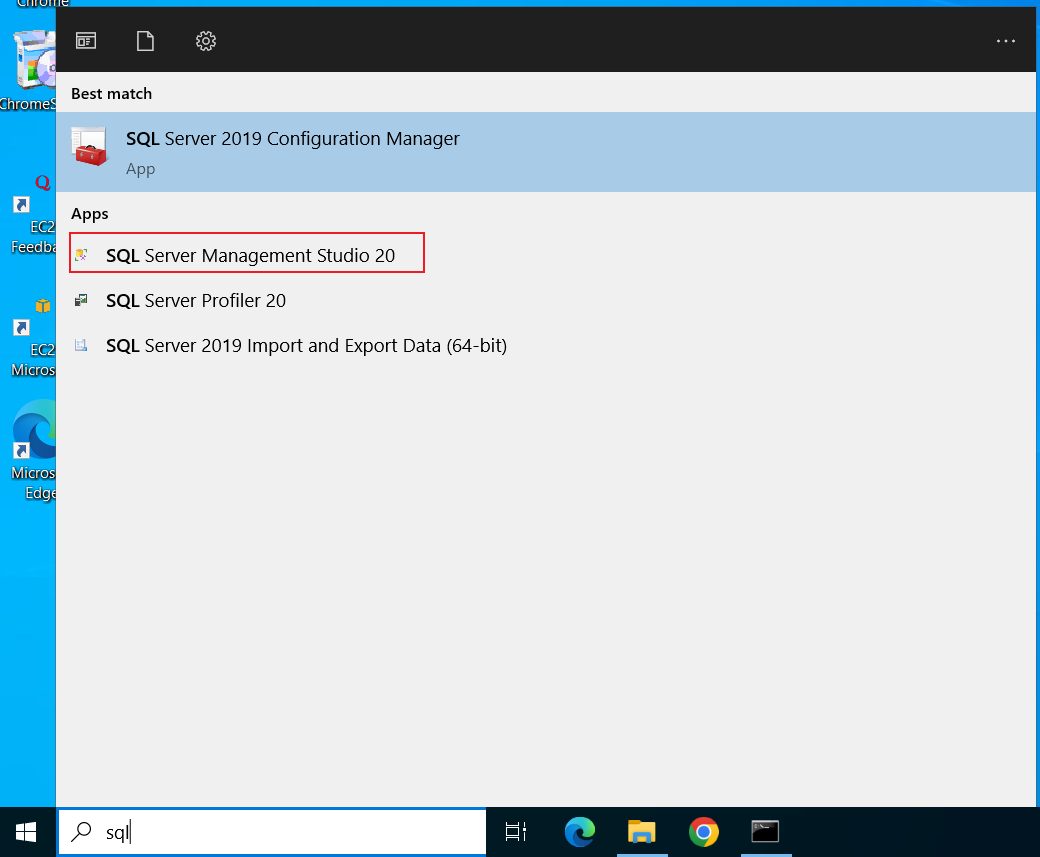 Chrome
Best match
ChromeS
SQL Server 2019 Configuration Manager
App
Apps
EC2
Feedba
SQL Server Management Studio 20
SQL Server Profiler 20
SQL Server 2019 Import and Export Data (64-bit)
EC2
Micros
Micros
Edge
sql